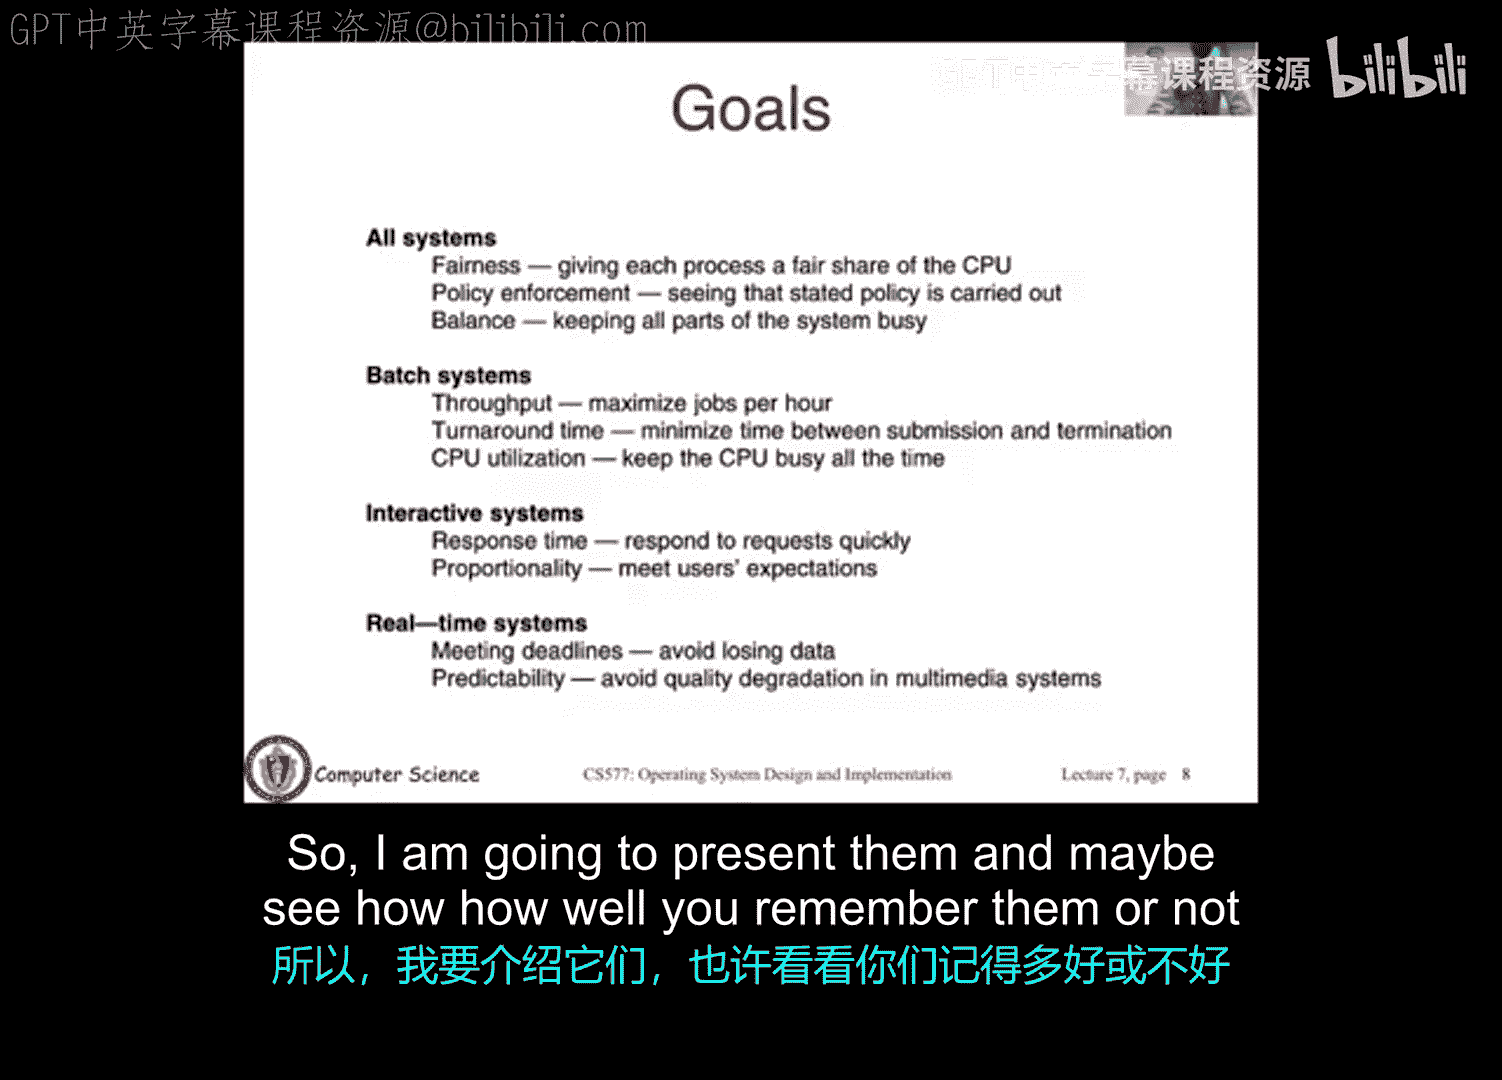 GPT中英字幕课程资源@bilibili.com
幕课程资源 bilibili
Goals
All systems
Fairness — giving each process a fair share of the CPU
Policy enforcement — seeing that stated policy is carried out
Balance — keeping all parts of the system busy
Batch systems
Throughput — maximize jobs per hour
Turnaround time — minimize time between submission and termination
CPU utilization — keep the CPU busy all the time
Interactive systems
Response time — respond to requests quickly
Proportionality — meet users' expectations
Real—time systems
Meeting deadlines — avoid losing data
Predictability — avoid quality degradation in multimedia systems
Computer Science CS577: Operating System Design and Implementation Lecture 7, page 8
So, I am going to present them and maybe
see how how well you remember them or not
所以，我要介绍它们，也许看看你们记得多好或不好